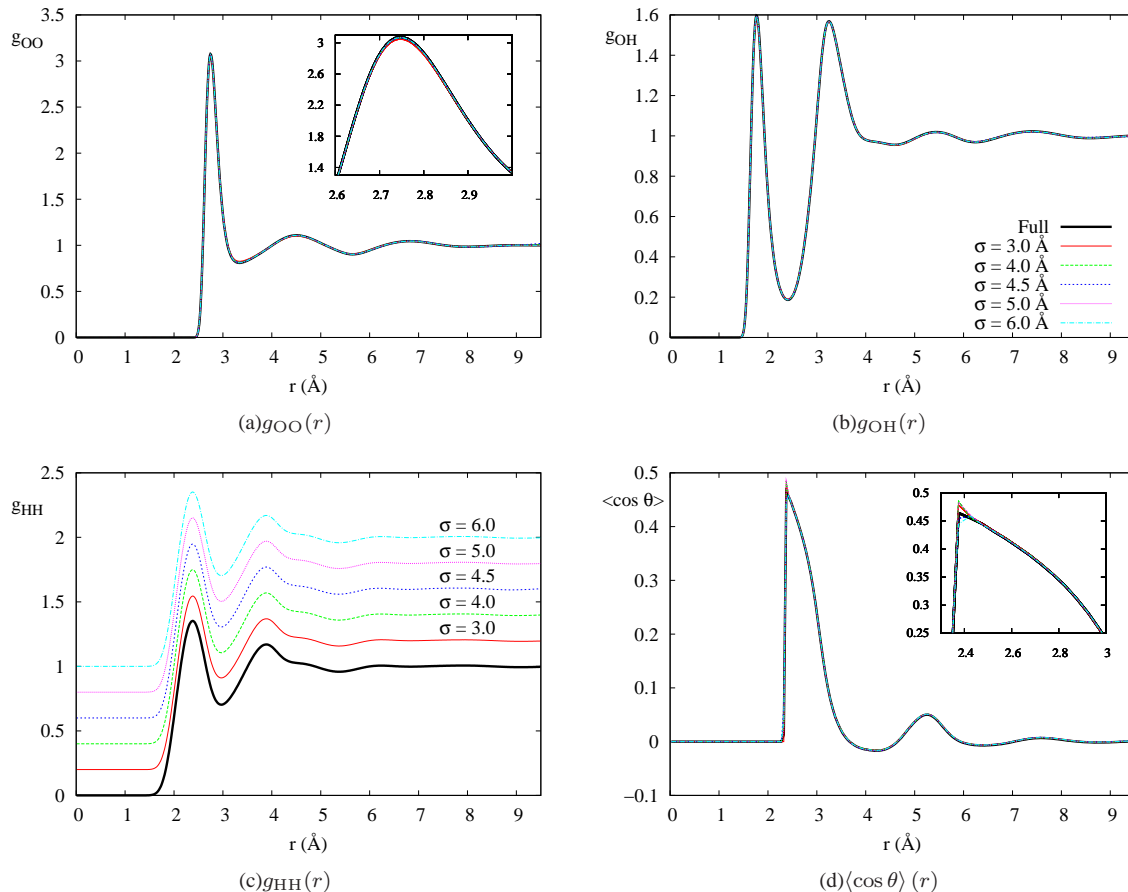 g_OO
3.5
3
2.5
2
1.5
1
0.5
0
0 1 2 3 4 5 6 7 8 9
r (Å)
3.0
2.6
2.2
1.8
1.4
2.6 2.7 2.8 2.9
(a)g_OO(r)
g_OH
1.6
1.4
1.2
1.0
0.8
0.6
0.4
0.2
0
0 1 2 3 4 5 6 7 8 9
r (Å)
Full
σ = 3.0 Å
σ = 4.0 Å
σ = 4.5 Å
σ = 5.0 Å
σ = 6.0 Å
(b)g_OH(r)
g_HH
2.5
2
1.5
1
0.5
0
0 1 2 3 4 5 6 7 8 9
r (Å)
σ = 6.0
σ = 5.0
σ = 4.5
σ = 4.0
σ = 3.0
(c)g_HH(r)
<cos θ>
0.5
0.4
0.3
0.2
0.1
0
−0.1
0 1 2 3 4 5 6 7 8 9
r (Å)
0.5
0.45
0.4
0.35
0.3
0.25
2.4 2.6 2.8 3
(d)⟨cos θ⟩ (r)